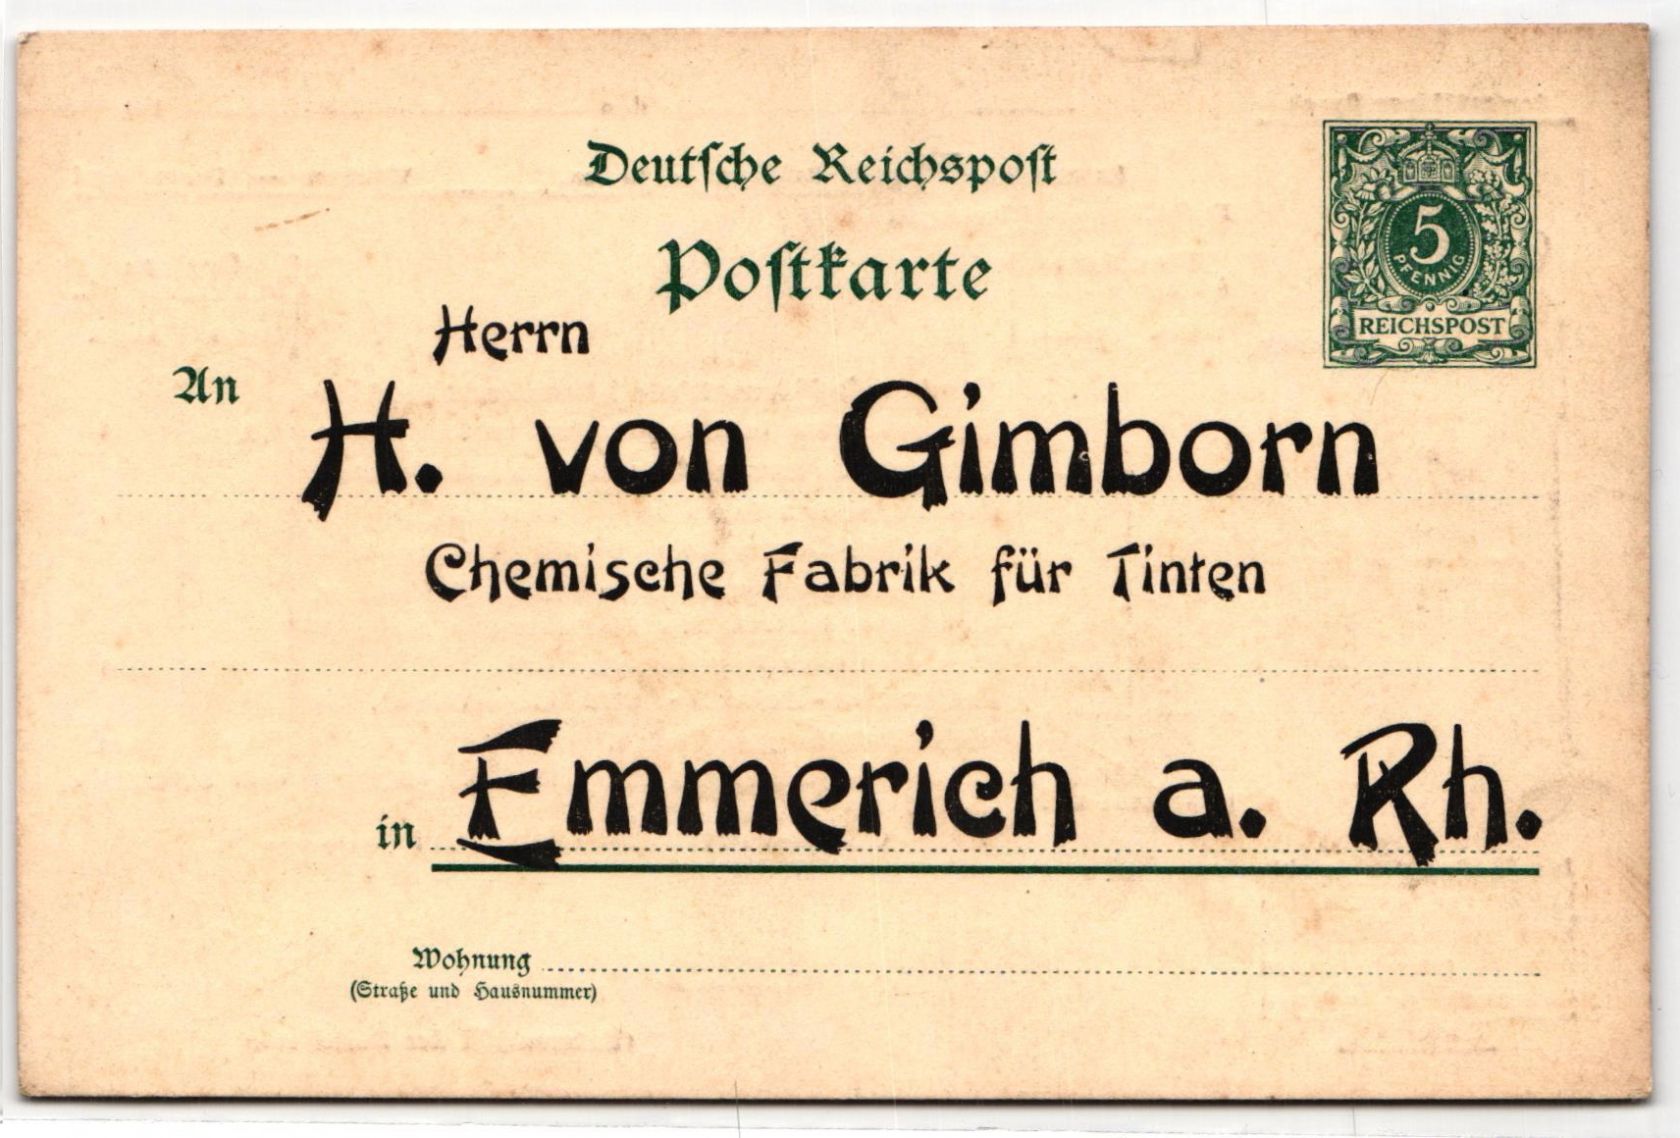 Deutsche Reichspost
Postkarte
5
PFENNIG
REICHSPOST
Herrn
An
H. von Gimborn
Chemische Fabrik für Tinten
in Emmerich a. Rh.
Wohnung
(Straße und Hausnummer)